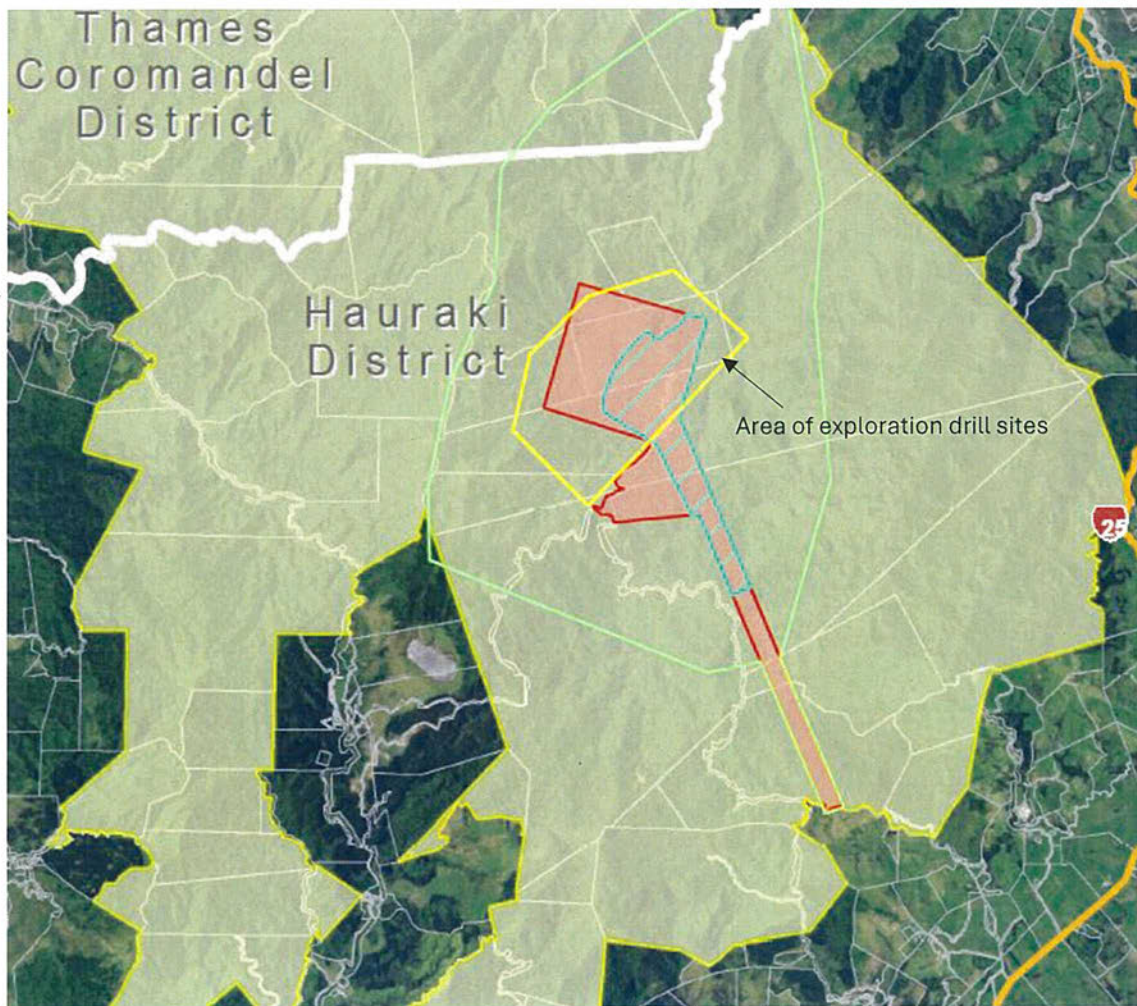 Thames
Coromandel
District
Hauraki
District
Area of exploration drill sites
25